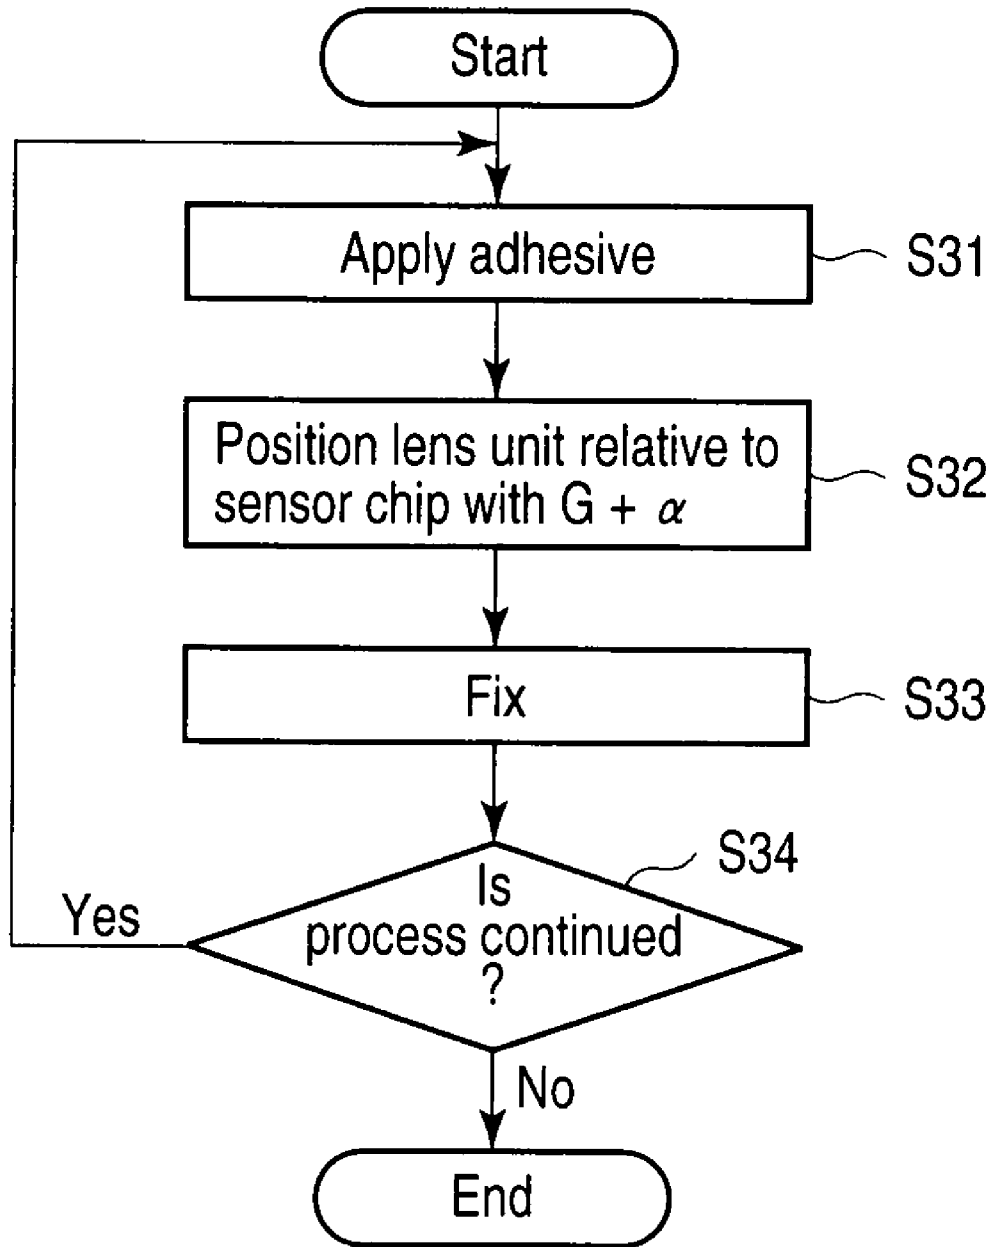 Start
Apply adhesive
S31
Position lens unit relative to
sensor chip with G + α
S32
Fix
S33
S34
Is
process continued
?
Yes
No
End